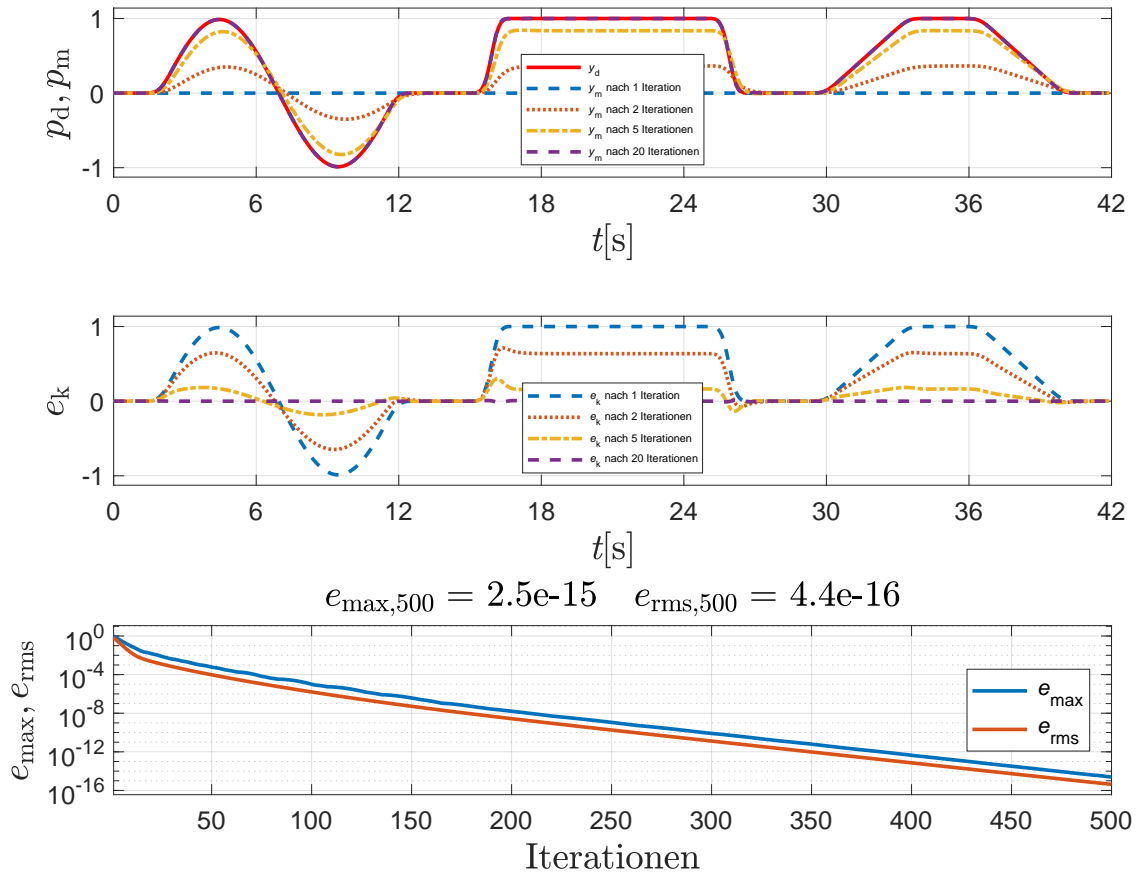 1
0
-1
p_d, p_m
y_d
y_m nach 1 Iteration
y_m nach 2 Iterationen
y_m nach 5 Iterationen
y_m nach 20 Iterationen
0 6 12 18 24 30 36 42
t[s]
1
0
-1
e_k
e_k nach 1 Iteration
e_k nach 2 Iterationen
e_k nach 5 Iterationen
e_k nach 20 Iterationen
0 6 12 18 24 30 36 42
t[s]
e_max,500 = 2.5e-15 e_rms,500 = 4.4e-16
10^0
10^-4
10^-8
10^-12
10^-16
e_max, e_rms
e_max
e_rms
50 100 150 200 250 300 350 400 450 500
Iterationen